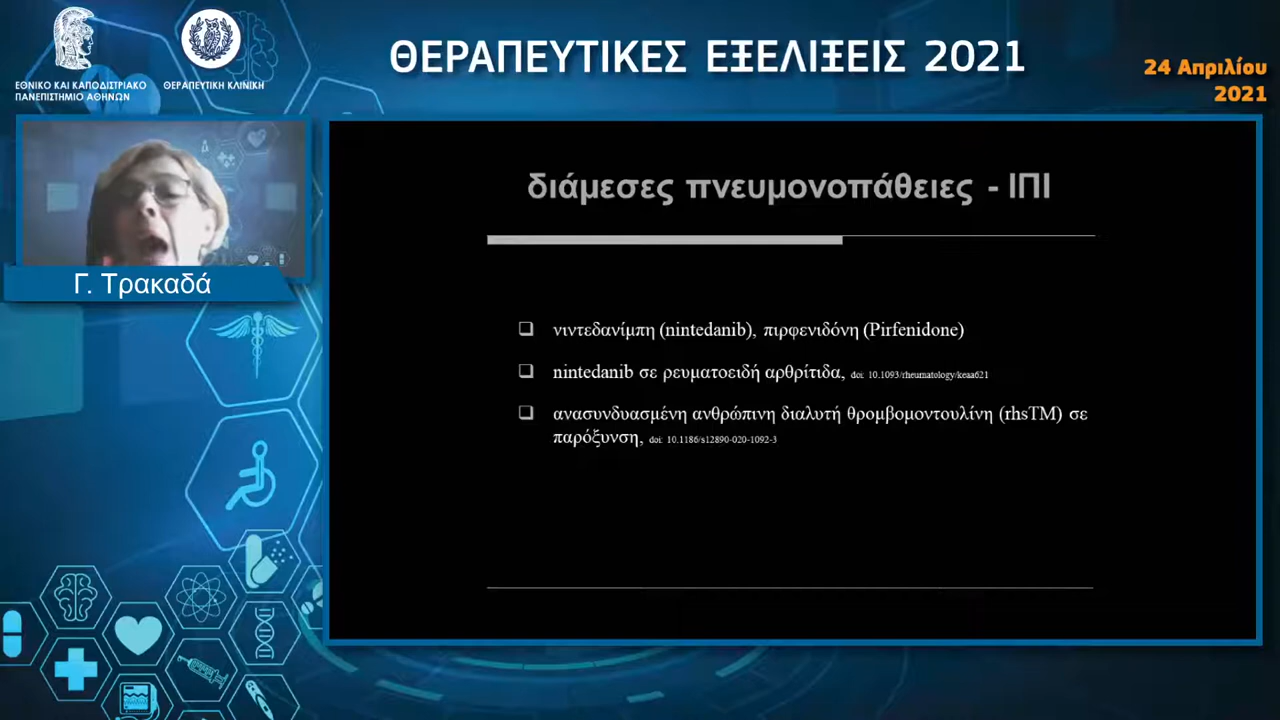 ΕΘΝΙΚΟ ΚΑΙ ΚΑΠΟΔΙΣΤΡΙΑΚΟ
ΠΑΝΕΠΙΣΤΗΜΙΟ ΑΘΗΝΩΝ
ΘΕΡΑΠΕΥΤΙΚΗ ΚΛΙΝΙΚΗ
ΘΕΡΑΠΕΥΤΙΚΕΣ ΕΞΕΛΙΞΕΙΣ 2021
24 Απριλίου
2021
Γ. Τρακαδά
διάμεσες πνευμονοπάθειες - ΙΠΙ
νιντεδανίμπη (nintedanib), πιρφενιδόνη (Pirfenidone)
nintedanib σε ρευματοειδή αρθρίτιδα, doi: 10.1093/rheumatology/keaa621
ανασυνδυασμένη ανθρώπινη διαλυτή θρομβομοντουλίνη (rhsTM) σε
παρόξυνση, doi: 10.1186/s12890-020-1092-3